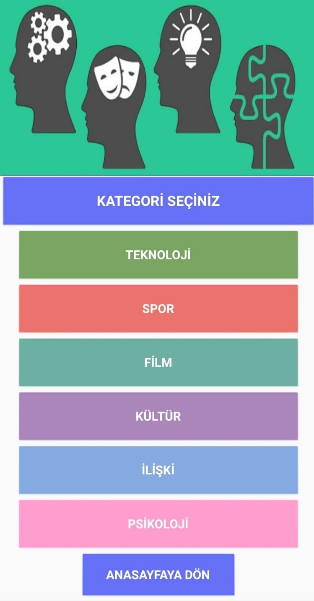 KATEGORİ SEÇİNİZ
TEKNOLOJİ
SPOR
FİLM
KÜLTÜR
İLİŞKİ
PSİKOLOJİ
ANASAYFAYA DÖN